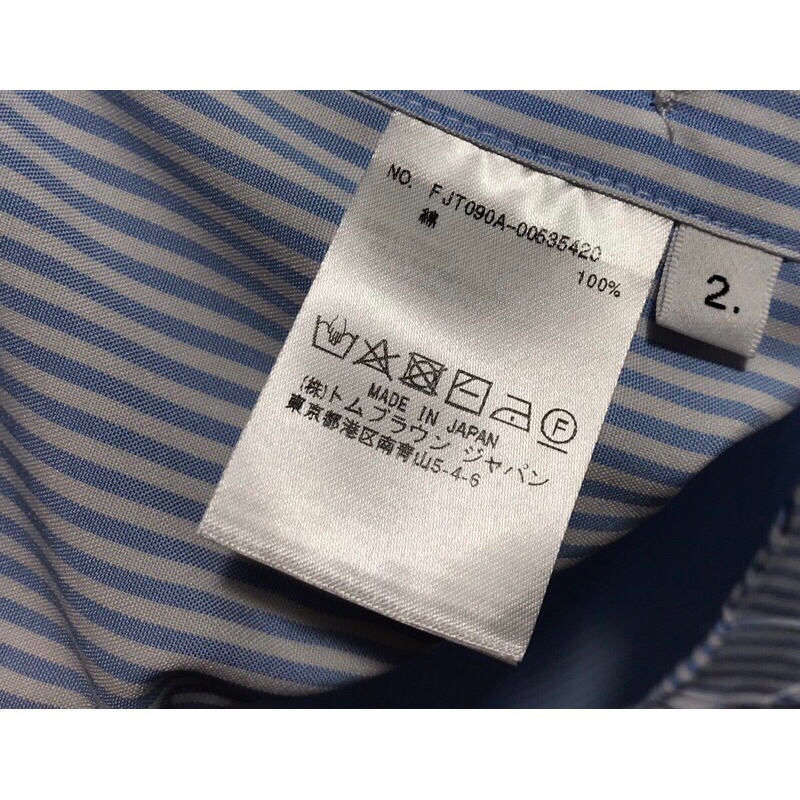 NO. FJT090A-00535420
綿 100%
2.
F
MADE IN JAPAN
(株)トムブラウン ジャパン
東京都港区南青山5-4-6